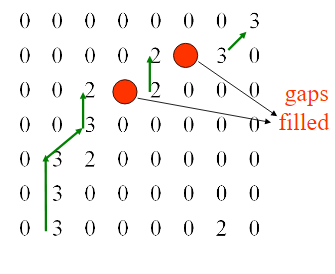 0 0 0 0 0 0 0 3
0 0 0 0 2 3 0
0 0 2 2 0 0 0
0 0 3 0 0 0 0 0
0 3 2 0 0 0 0 0
0 3 0 0 0 0 0 0
0 3 0 0 0 0 2 0
gaps
filled